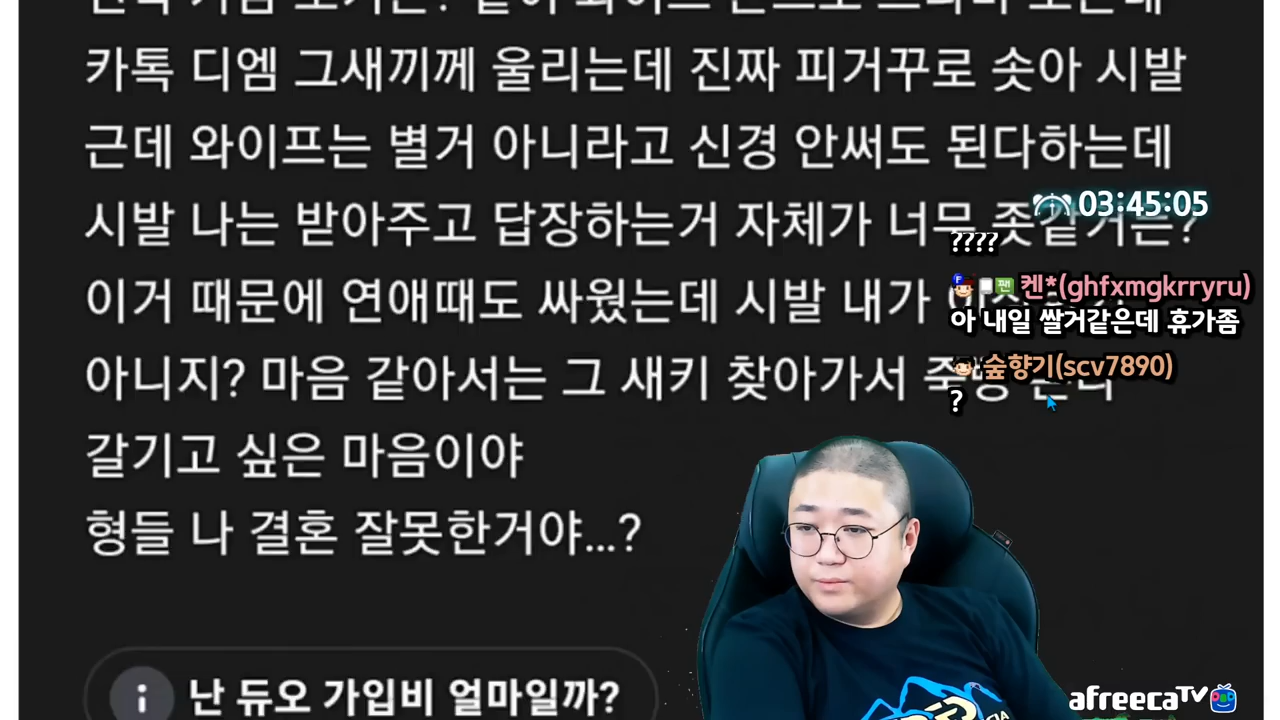 카톡 디엠 그새끼께 울리는데 진짜 피거꾸로 솟아 시발
근데 와이프는 별거 아니라고 신경 안써도 된다하는데
시발 나는 받아주고 답장하는거 자체가 너무 좆같거든?
이거 때문에 연애때도 싸웠는데 시발 내가
아니지? 마음 같아서는 그 새키 찾아가서
갈기고 싶은 마음이야
형들 나 결혼 잘못한거야...?
난 듀오 가입비 얼마일까?
03:45:05
????
켄*(ghfxmgkrryru)
아 내일 쌀거같은데 휴가좀
숲향기(scv7890)
?
afreecaTV